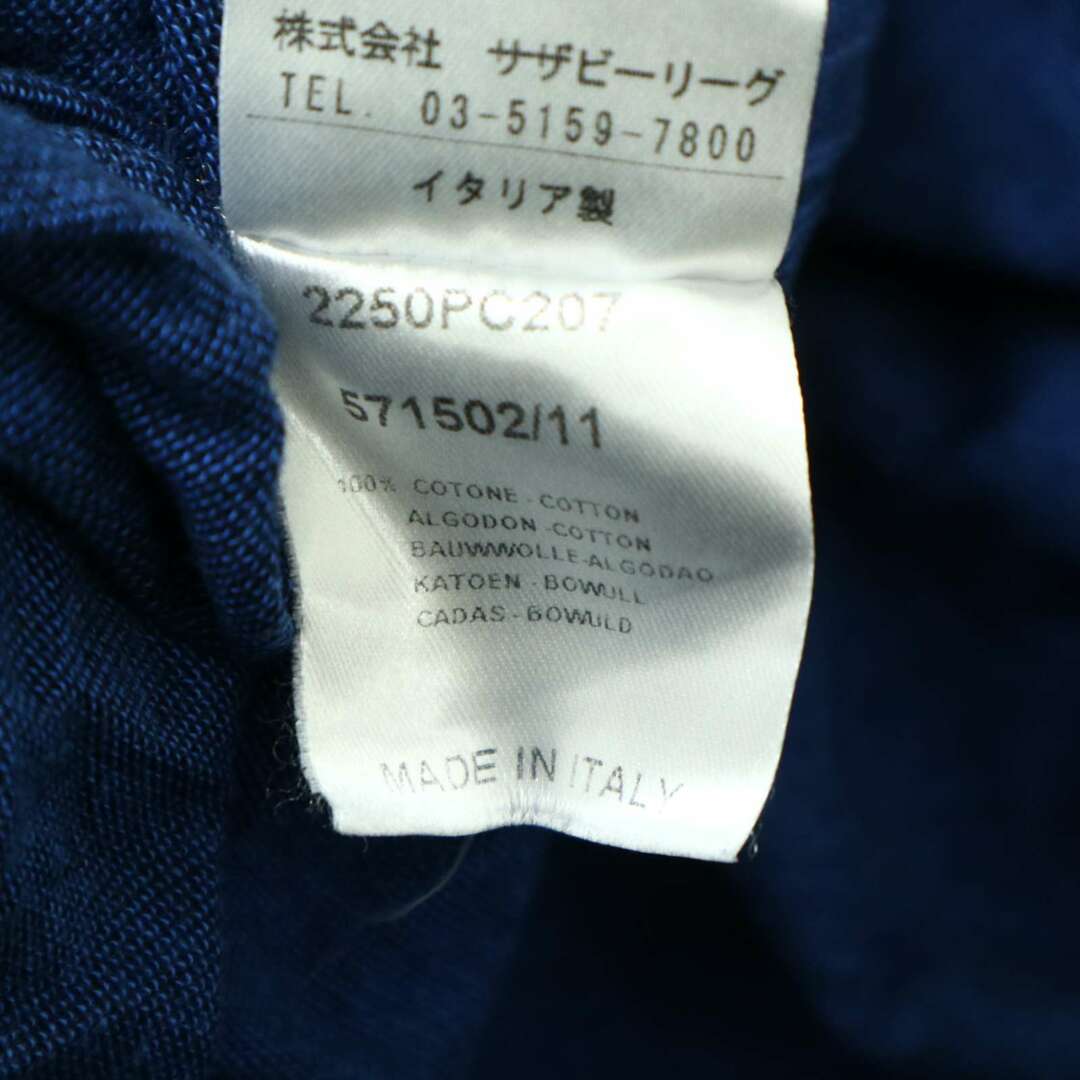 株式会社 サザビーリーグ
TEL. 03-5159-7800
イタリア製
2250PC207
571502/11
100% COTONE - COTTON
ALGODON - COTTON
BAUWWOLLE - ALGODAO
KATOEN - BOWULL
CADAS - BOWULD
MADE IN ITALY